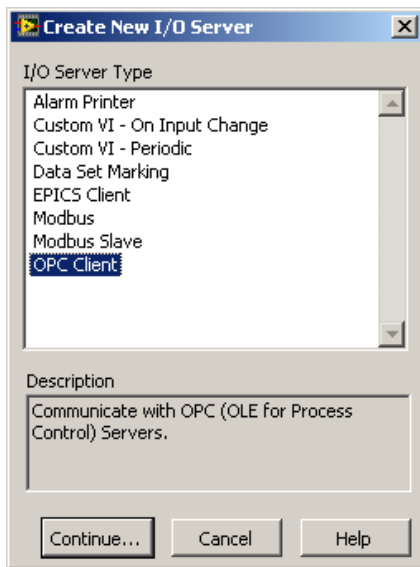 Create New I/O Server
I/O Server Type
Alarm Printer
Custom VI - On Input Change
Custom VI - Periodic
Data Set Marking
EPICS Client
Modbus
Modbus Slave
OPC Client
Description
Communicate with OPC (OLE for Process
Control) Servers.
Continue... Cancel Help